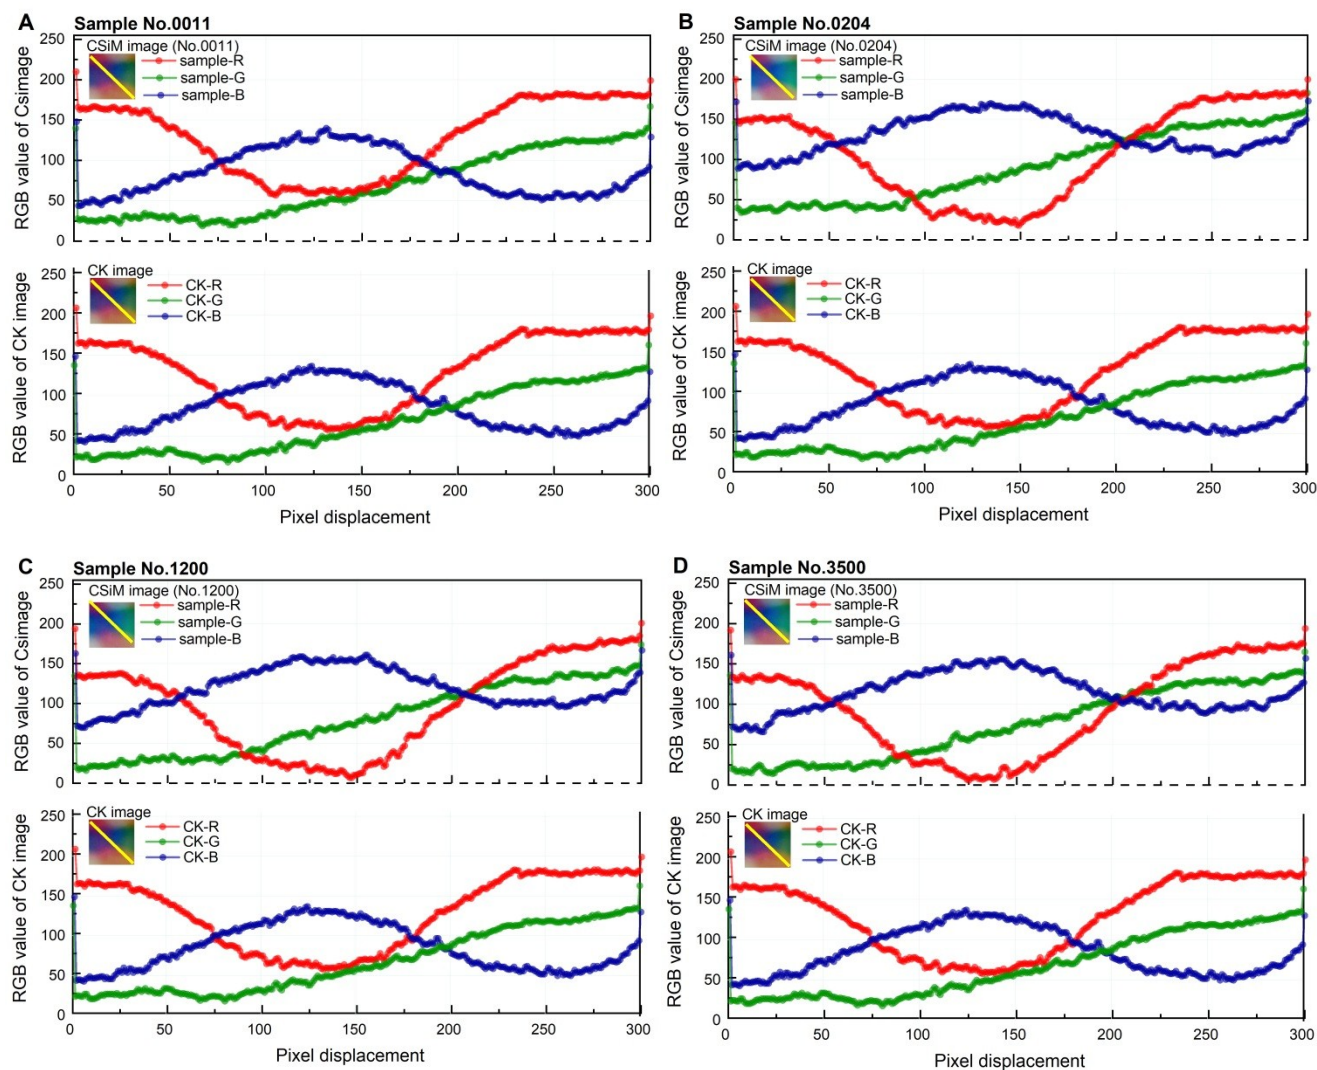 A Sample No.0011
CSiM image (No.0011)
sample-R
sample-G
sample-B
RGB value of Csimage
250
200
150
100
50
0
CK image
CK-R
CK-G
CK-B
RGB value of CK image
250
200
150
100
50
0
0 50 100 150 200 250 300
Pixel displacement
B Sample No.0204
CSiM image (No.0204)
sample-R
sample-G
sample-B
RGB value of Csimage
250
200
150
100
50
0
CK image
CK-R
CK-G
CK-B
RGB value of CK image
250
200
150
100
50
0
0 50 100 150 200 250 300
Pixel displacement
C Sample No.1200
CSiM image (No.1200)
sample-R
sample-G
sample-B
RGB value of Csimage
250
200
150
100
50
0
CK image
CK-R
CK-G
CK-B
RGB value of CK image
250
200
150
100
50
0
0 50 100 150 200 250 300
Pixel displacement
D Sample No.3500
CSiM image (No.3500)
sample-R
sample-G
sample-B
RGB value of Csimage
250
200
150
100
50
0
CK image
CK-R
CK-G
CK-B
RGB value of CK image
250
200
150
100
50
0
0 50 100 150 200 250 300
Pixel displacement